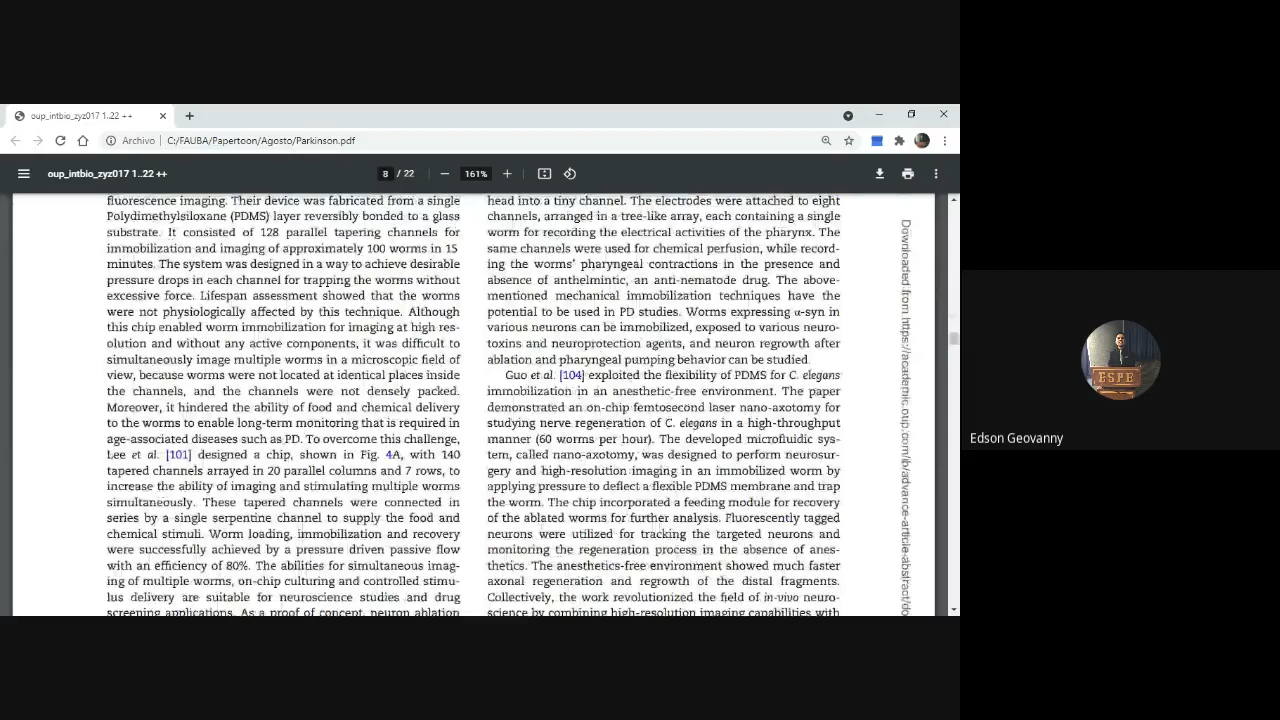 oup_intbio_zyz017 1..22 ++
Archivo
C:/FAUBA/Papertoon/Agosto/Parkinson.pdf
oup_intbio_zyz017 1..22 ++
8 / 22
161%
fluorescence imaging. Their device was fabricated from a single
Polydimethylsiloxane (PDMS) layer reversibly bonded to a glass
substrate. It consisted of 128 parallel tapering channels for
immobilization and imaging of approximately 100 worms in 15
minutes. The system was designed in a way to achieve desirable
pressure drops in each channel for trapping the worms without
excessive force. Lifespan assessment showed that the worms
were not physiologically affected by this technique. Although
this chip enabled worm immobilization for imaging at high res-
olution and without any active components, it was difficult to
simultaneously image multiple worms in a microscopic field of
view, because worms were not located at identical places inside
the channels, and the channels were not densely packed.
Moreover, it hindered the ability of food and chemical delivery
to the worms to enable long-term monitoring that is required in
age-associated diseases such as PD. To overcome this challenge,
Lee et al. [101] designed a chip, shown in Fig. 4A, with 140
tapered channels arrayed in 20 parallel columns and 7 rows, to
increase the ability of imaging and stimulating multiple worms
simultaneously. These tapered channels were connected in
series by a single serpentine channel to supply the food and
chemical stimuli. Worm loading, immobilization and recovery
were successfully achieved by a pressure driven passive flow
with an efficiency of 80%. The abilities for simultaneous imag-
ing of multiple worms, on-chip culturing and controlled stimu-
lus delivery are suitable for neuroscience studies and drug
screening applications. As a proof of concept, neuron ablation
head into a tiny channel. The electrodes were attached to eight
channels, arranged in a tree-like array, each containing a single
worm for recording the electrical activities of the pharynx. The
same channels were used for chemical perfusion, while record-
ing the worms' pharyngeal contractions in the presence and
absence of anthelmintic, an anti-nematode drug. The above-
mentioned mechanical immobilization techniques have the
potential to be used in PD studies. Worms expressing α-syn in
various neurons can be immobilized, exposed to various neuro-
toxins and neuroprotection agents, and neuron regrowth after
ablation and pharyngeal pumping behavior can be studied.
Guo et al. [104] exploited the flexibility of PDMS for C. elegans
immobilization in an anesthetic-free environment. The paper
demonstrated an on-chip femtosecond laser nano-axotomy for
studying nerve regeneration of C. elegans in a high-throughput
manner (60 worms per hour). The developed microfluidic sys-
tem, called nano-axotomy, was designed to perform neurosur-
gery and high-resolution imaging in an immobilized worm by
applying pressure to deflect a flexible PDMS membrane and trap
the worm. The chip incorporated a feeding module for recovery
of the ablated worms for further analysis. Fluorescently tagged
neurons were utilized for tracking the targeted neurons and
monitoring the regeneration process in the absence of anes-
thetics. The anesthetics-free environment showed much faster
axonal regeneration and regrowth of the distal fragments.
Collectively, the work revolutionized the field of in-vivo neuro-
science by combining high-resolution imaging capabilities with
Downloaded from https://academic.oup.com/ib/advance-article-abstract/do
ESPE
Edson Geovanny